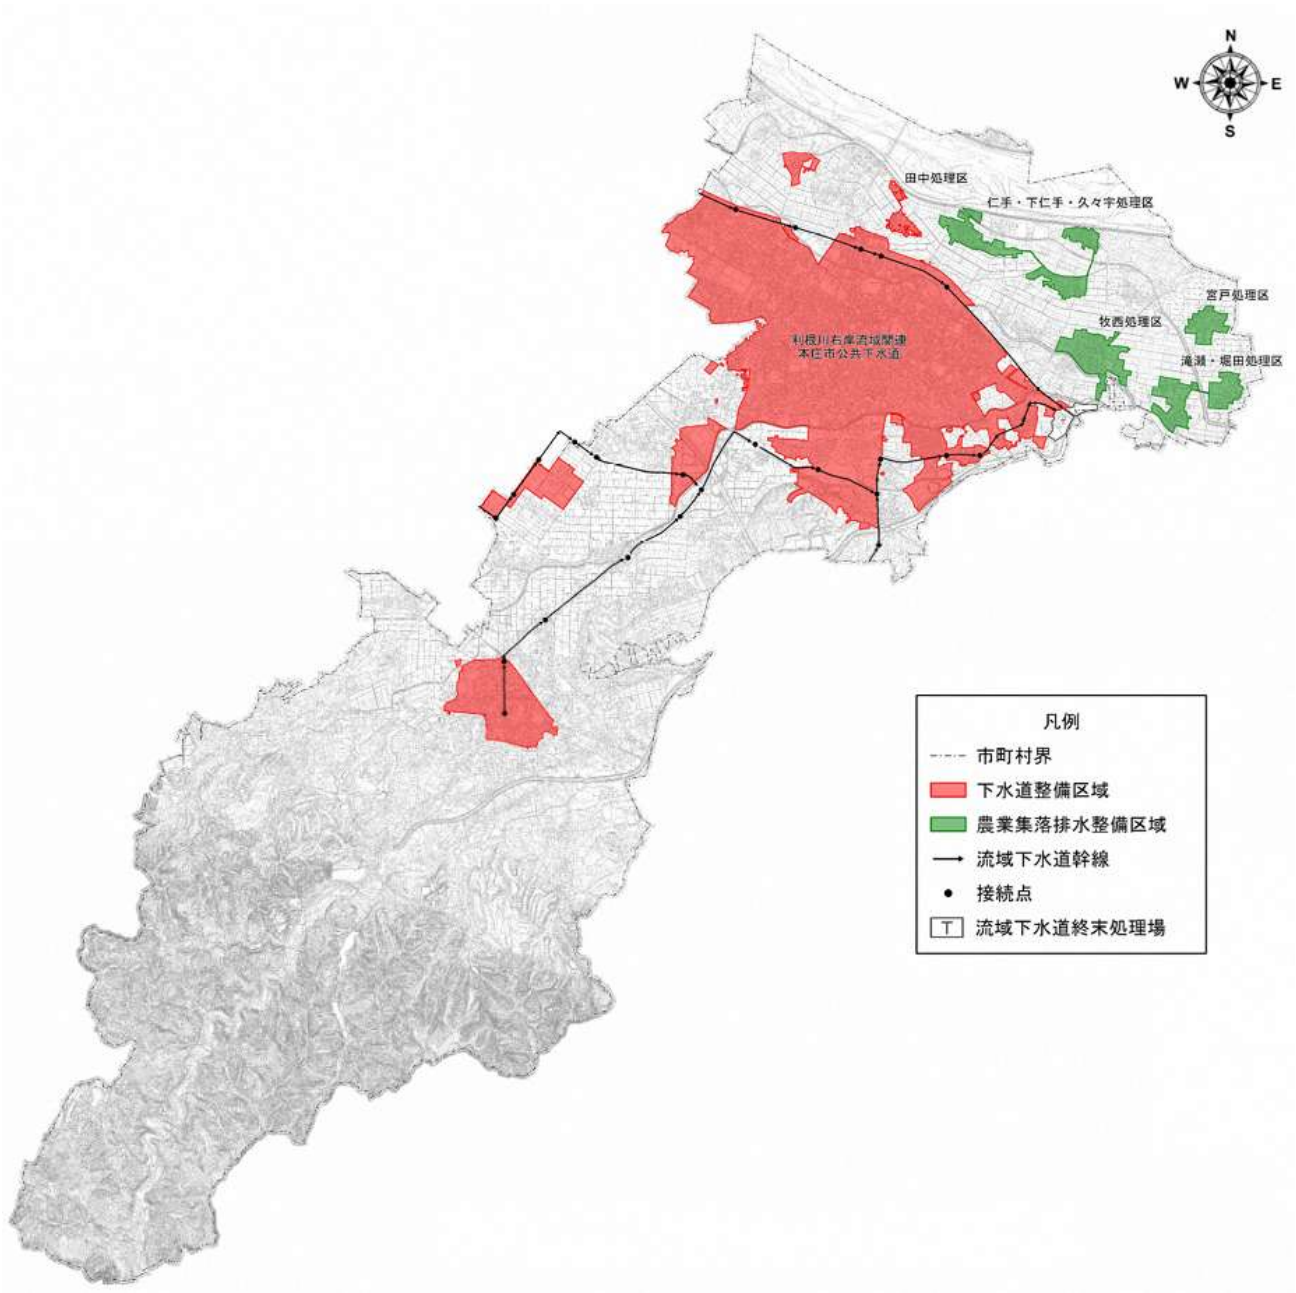 N
W
E
S
田中処理区
仁手・下仁手・久々宇処理区
宮戸処理区
牧西処理区
滝瀬・堀田処理区
利根川右岸流域関連
本庄市公共下水道
凡例
市町村界
下水道整備区域
農業集落排水整備区域
流域下水道幹線
接続点
T
流域下水道終末処理場